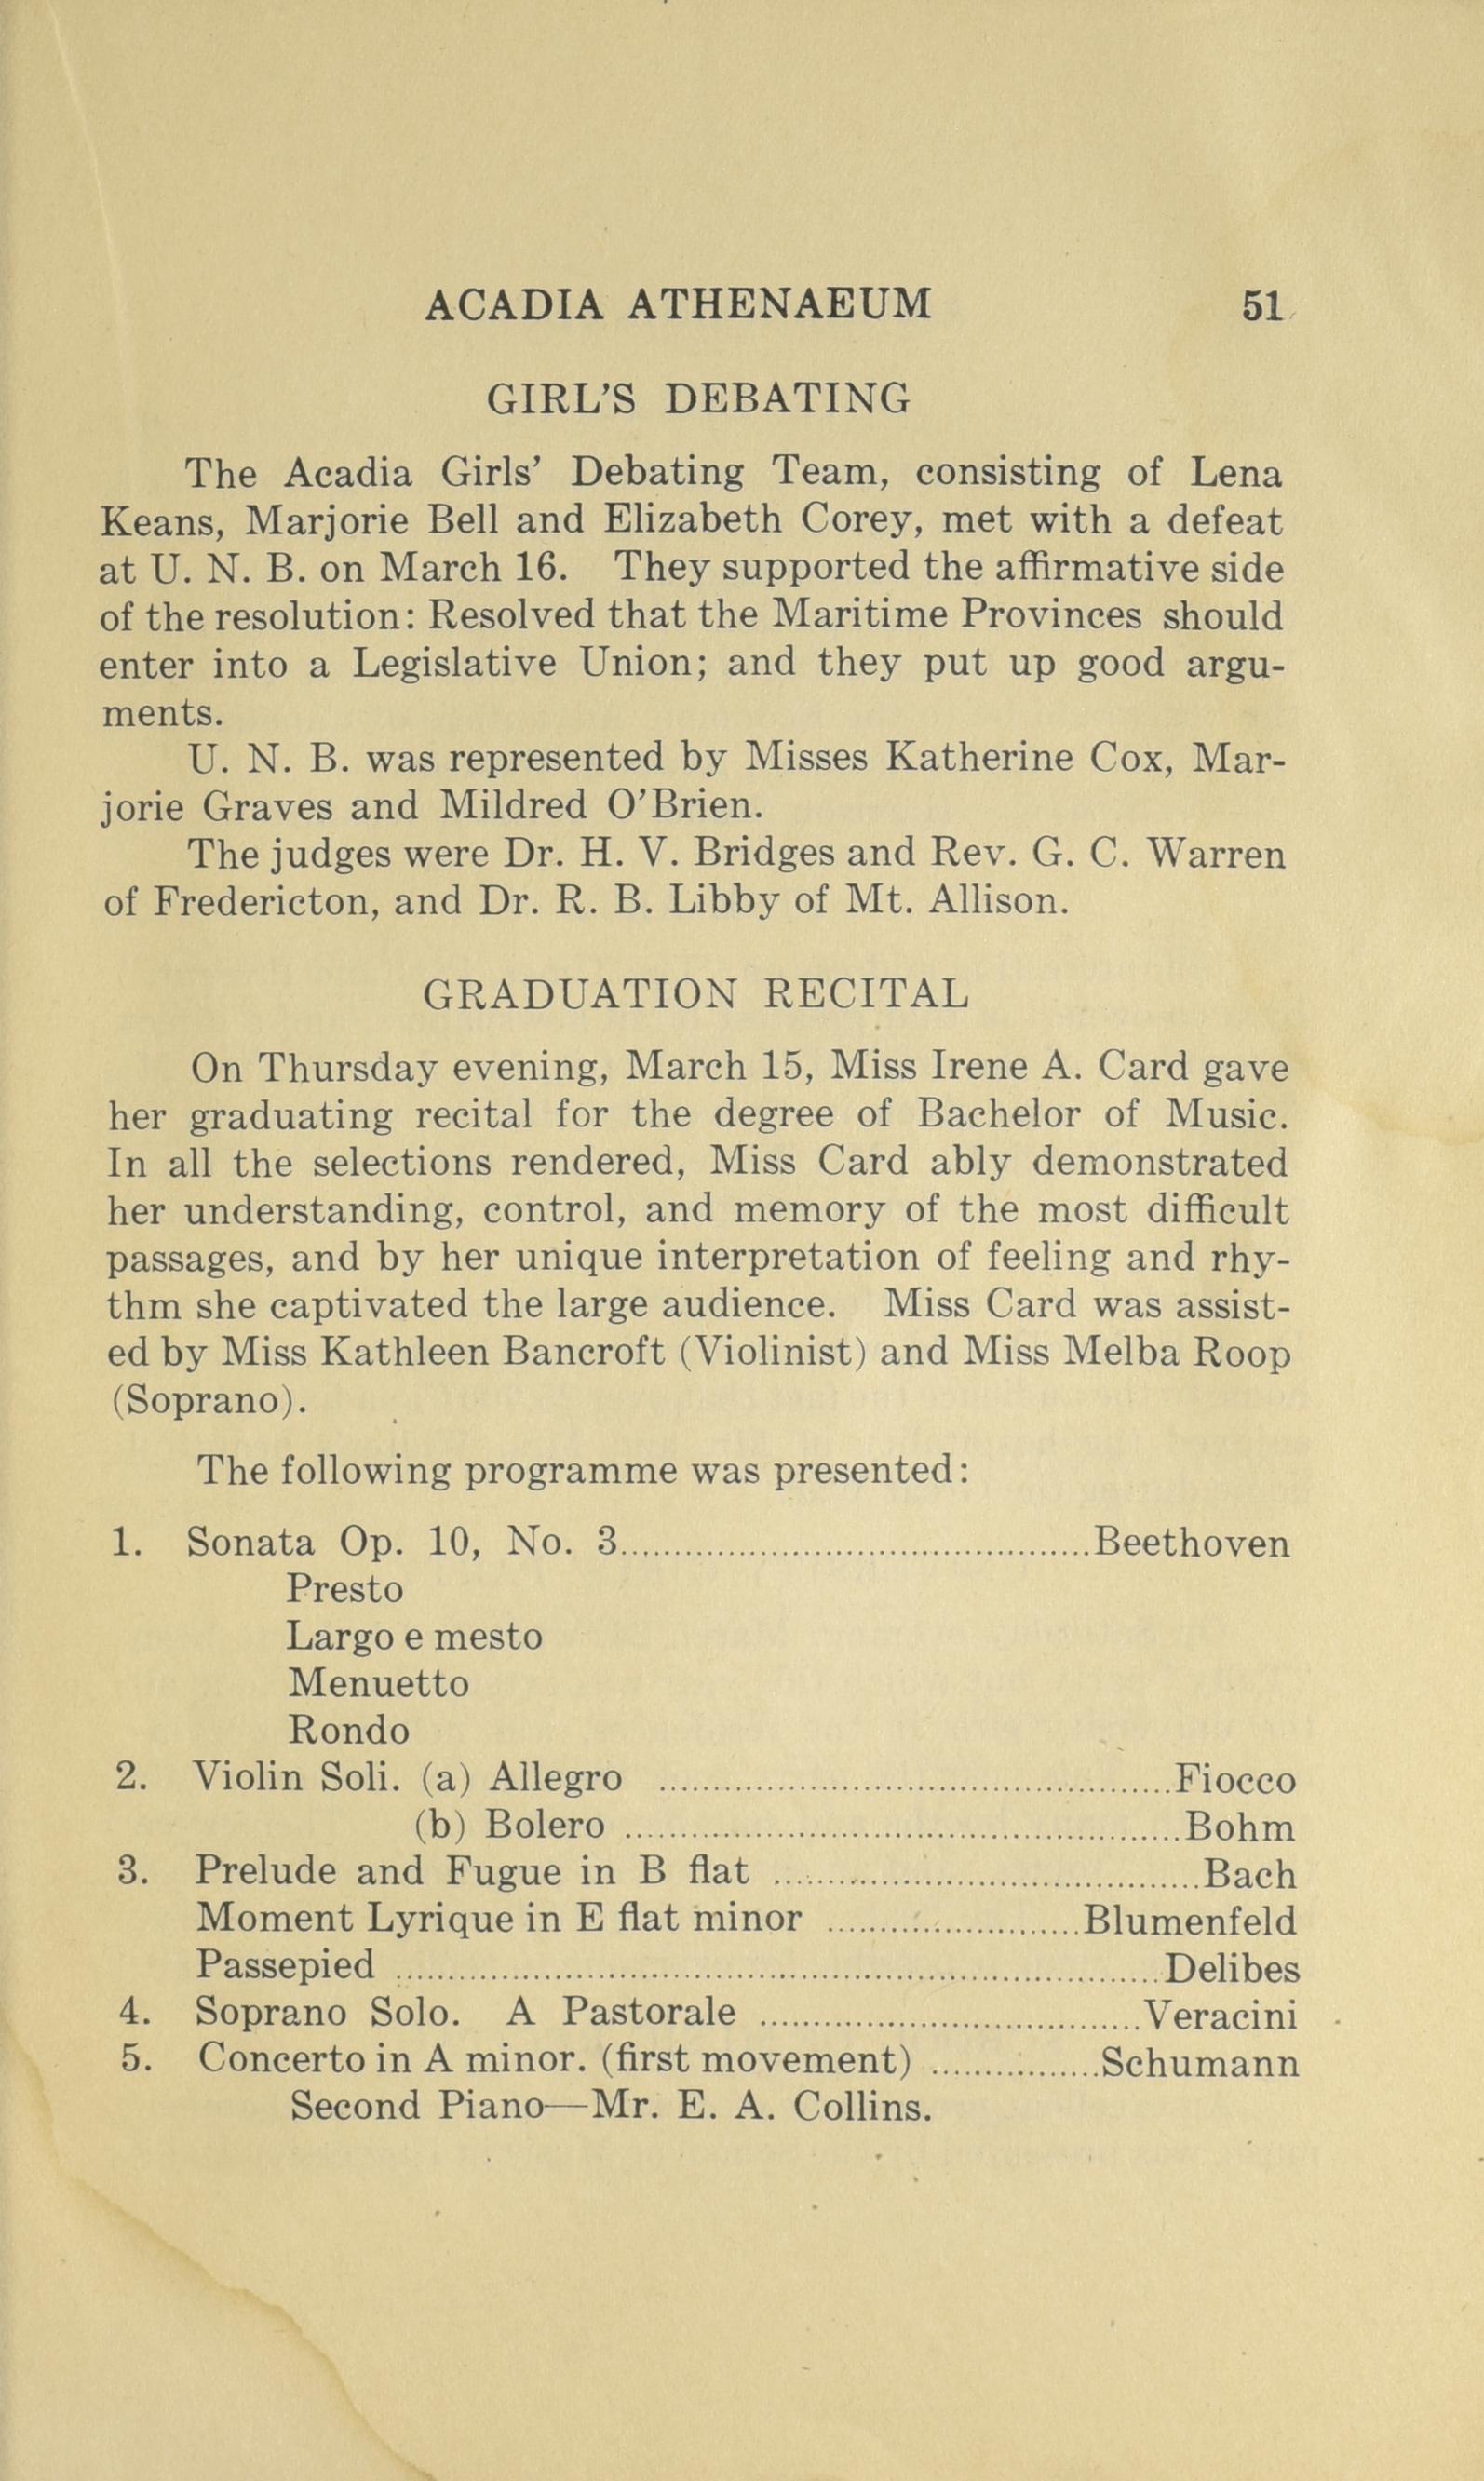 ACADIA ATHENAEUM 51
GIRL'S DEBATING
The Acadia Girls' Debating Team, consisting of Lena
Keans, Marjorie Bell and Elizabeth Corey, met with a defeat
at U. N. B. on March 16. They supported the affirmative side
of the resolution: Resolved that the Maritime Provinces should
enter into a Legislative Union; and they put up good argu-
ments.
U. N. B. was represented by Misses Katherine Cox, Mar-
jorie Graves and Mildred O'Brien.
The judges were Dr. H. V. Bridges and Rev. G. C. Warren
of Fredericton, and Dr. R. B. Libby of Mt. Allison.
GRADUATION RECITAL
On Thursday evening, March 15, Miss Irene A. Card gave
her graduating recital for the degree of Bachelor of Music.
In all the selections rendered, Miss Card ably demonstrated
her understanding, control, and memory of the most difficult
passages, and by her unique interpretation of feeling and rhy-
thm she captivated the large audience. Miss Card was assist-
ed by Miss Kathleen Bancroft (Violinist) and Miss Melba Roop
(Soprano).
The following programme was presented:
1. Sonata Op. 10, No. 3..........Beethoven
Presto
Largo e mesto
Menuetto
Rondo
2. Violin Soli. (a) Allegro ..........Fiocco
(b) Bolero ..........Bohm
3. Prelude and Fugue in B flat ..........Bach
Moment Lyrique in E flat minor ..........Blumenfeld
Passepied ..........Delibes
4. Soprano Solo. A Pastorale ..........Veracini
5. Concerto in A minor. (first movement) ..........Schumann
Second Piano—Mr. E. A. Collins.